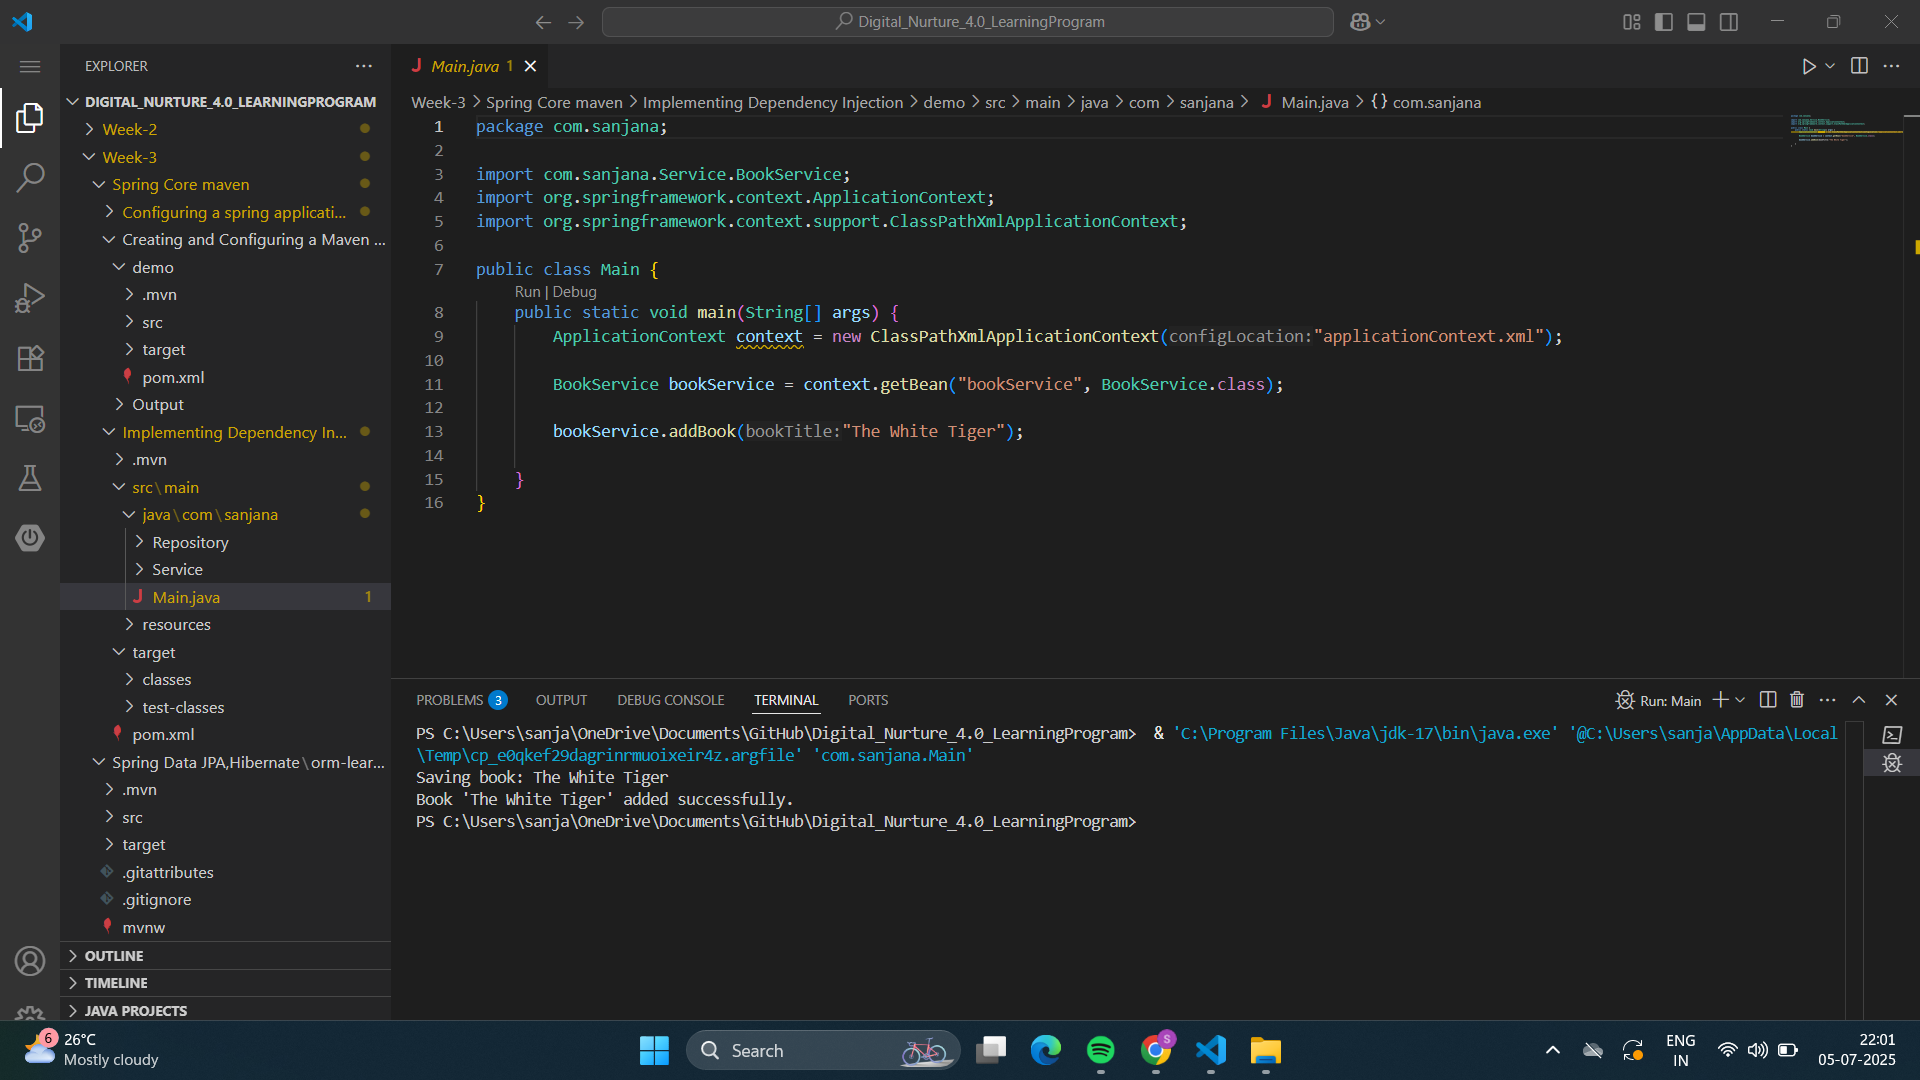 Digital_Nurture_4.0_LearningProgram
EXPLORER
DIGITAL_NURTURE_4.0_LEARNINGPROGRAM
Week-2
Week-3
Spring Core maven
Configuring a spring applicati...
Creating and Configuring a Maven ...
demo
.mvn
src
target
pom.xml
Output
Implementing Dependency In...
.mvn
src\main
java\com\sanjana
Repository
Service
Main.java 1
resources
target
classes
test-classes
pom.xml
Spring Data JPA,Hibernate\orm-lear...
.mvn
src
target
.gitattributes
.gitignore
mvnw
OUTLINE
TIMELINE
JAVA PROJECTS
Main.java 1
Week-3 > Spring Core maven > Implementing Dependency Injection > demo > src > main > java > com > sanjana > Main.java > {} com.sanjana
1 package com.sanjana;
2
3 import com.sanjana.Service.BookService;
4 import org.springframework.context.ApplicationContext;
5 import org.springframework.context.support.ClassPathXmlApplicationContext;
6
7 public class Main {
Run | Debug
8 public static void main(String[] args) {
9 ApplicationContext context = new ClassPathXmlApplicationContext(configLocation:"applicationContext.xml");
10
11 BookService bookService = context.getBean("bookService", BookService.class);
12
13 bookService.addBook(bookTitle:"The White Tiger");
14
15 }
16 }
PROBLEMS 3 OUTPUT DEBUG CONSOLE TERMINAL PORTS
Run: Main
PS C:\Users\sanja\OneDrive\Documents\GitHub\Digital_Nurture_4.0_LearningProgram> & 'C:\Program Files\Java\jdk-17\bin\java.exe' '@C:\Users\sanja\AppData\Local
\Temp\cp_e0qkef29dagrinrmuoixeir4z.argfile' 'com.sanjana.Main'
Saving book: The White Tiger
Book 'The White Tiger' added successfully.
PS C:\Users\sanja\OneDrive\Documents\GitHub\Digital_Nurture_4.0_LearningProgram>
6
26°C
Mostly cloudy
Search
S
ENG
IN
22:01
05-07-2025